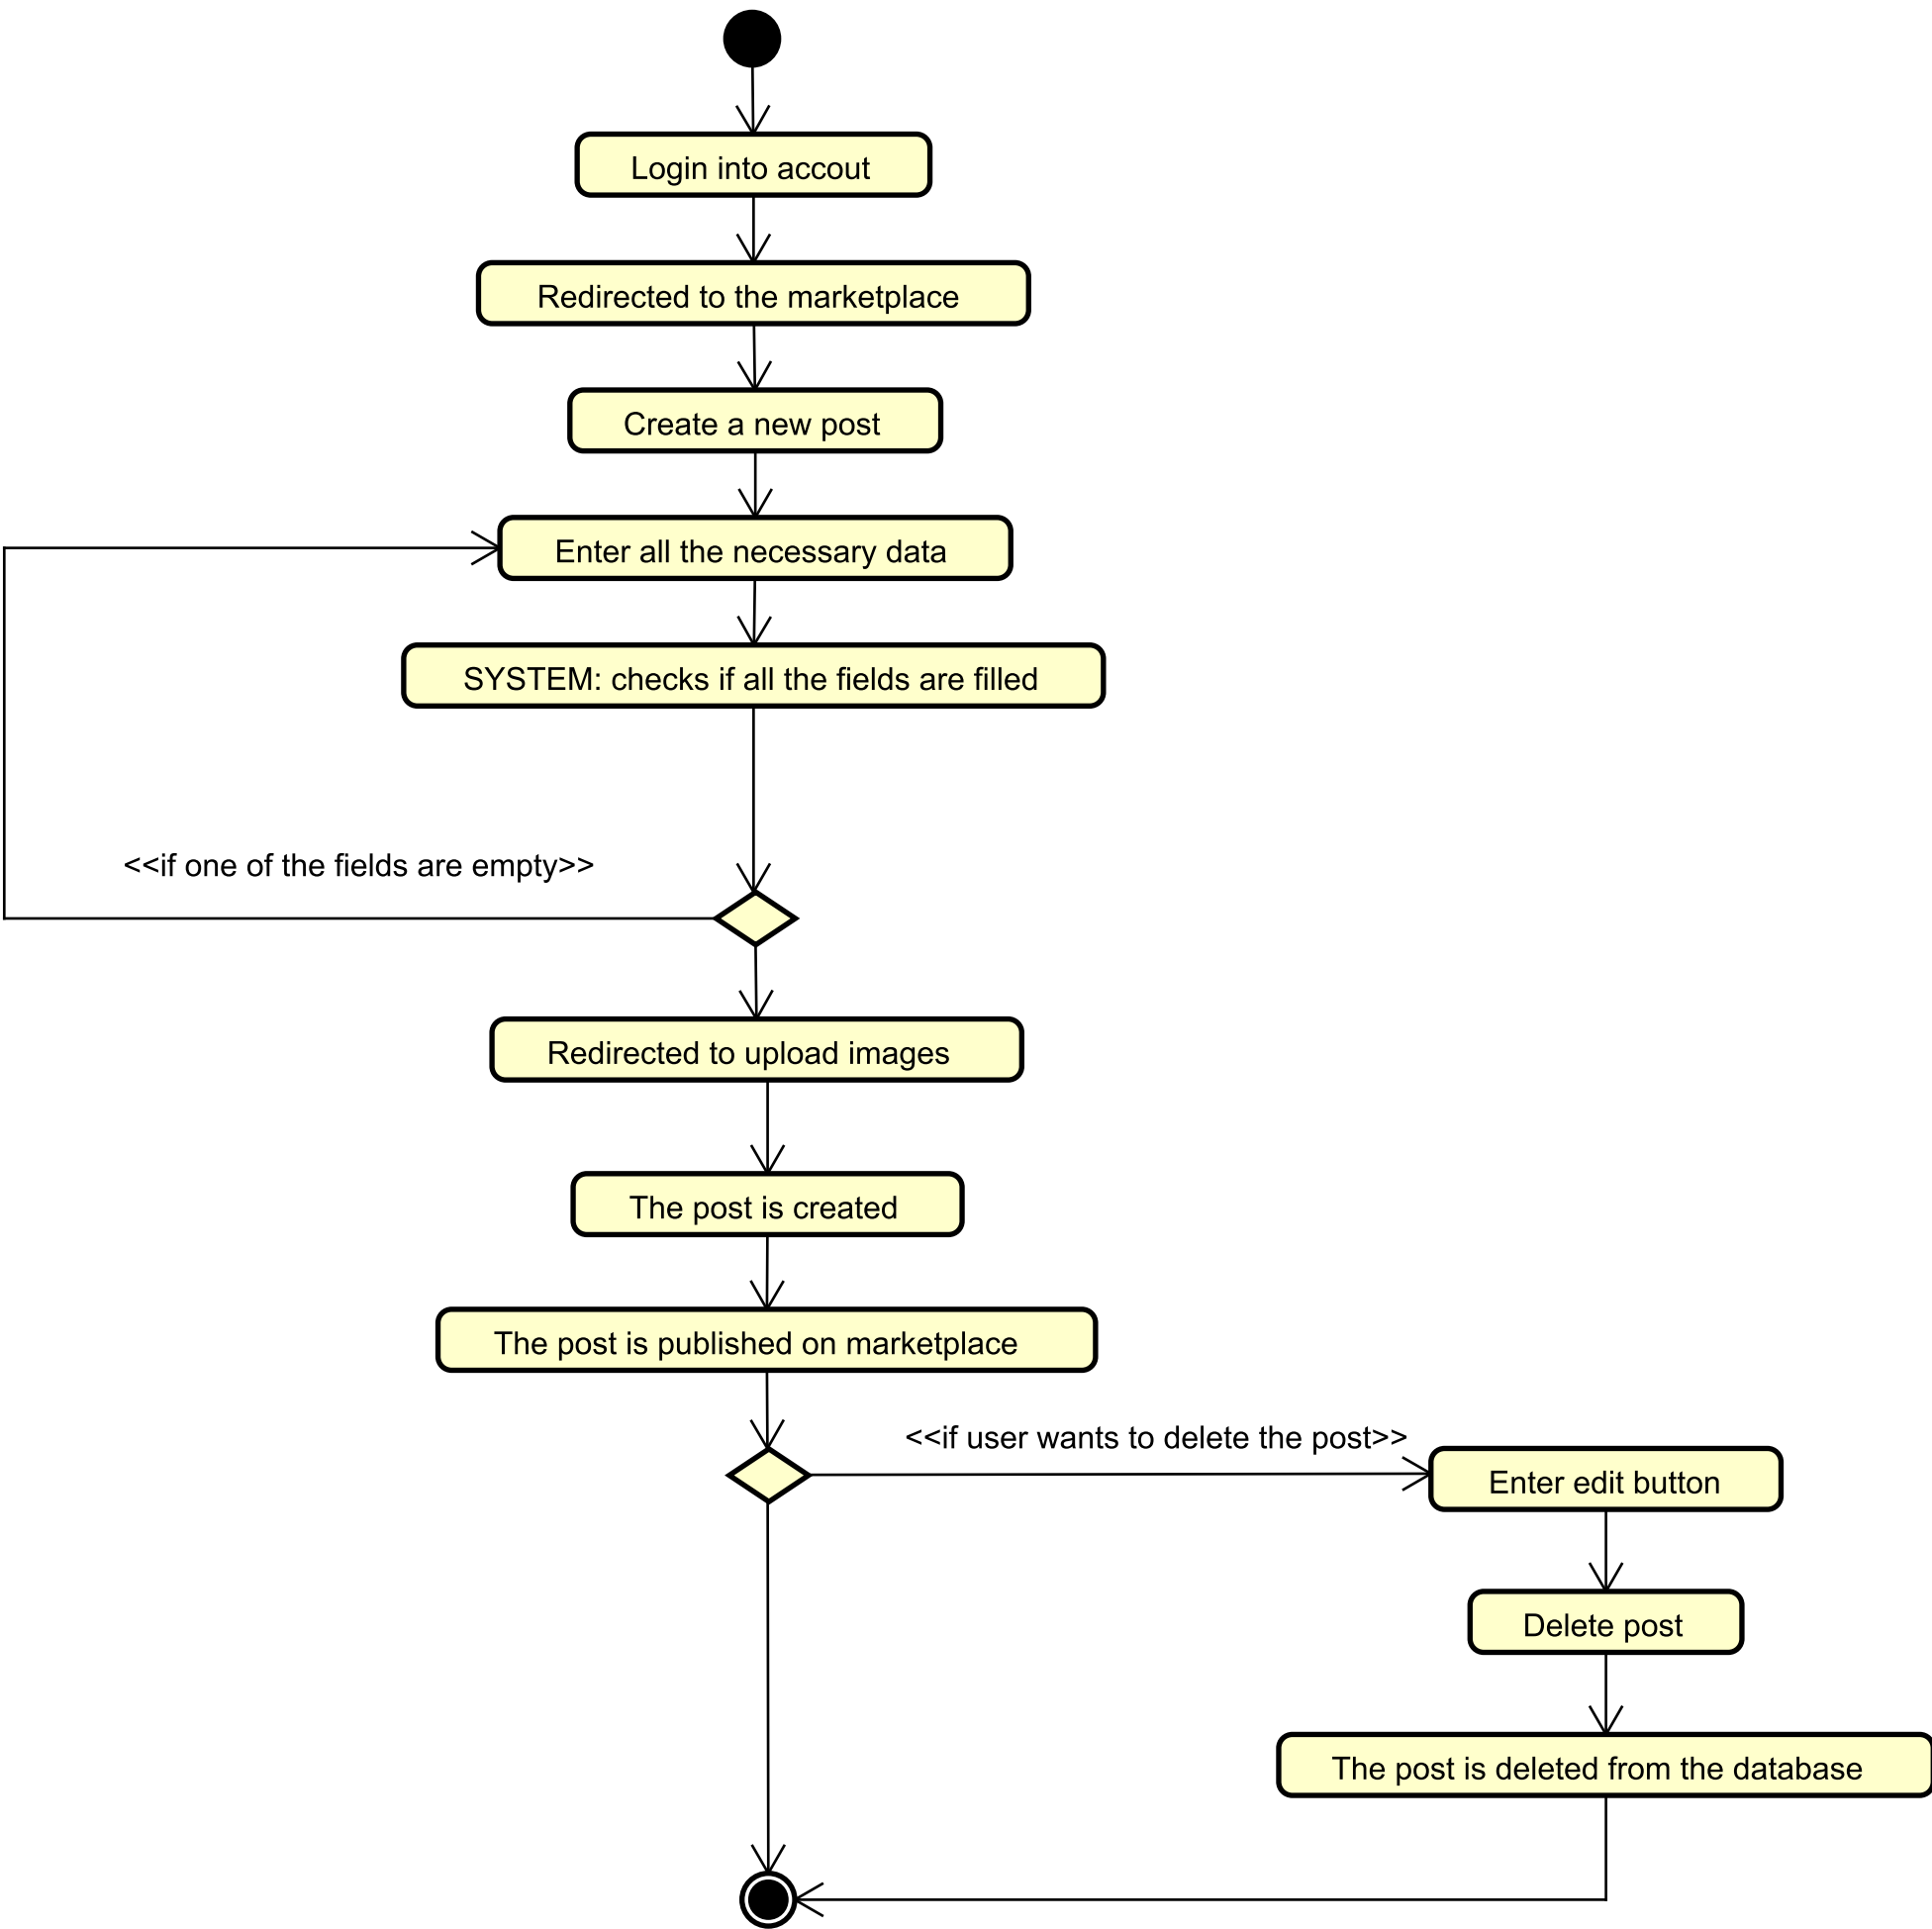 Login into accout
Redirected to the marketplace
Create a new post
Enter all the necessary data
SYSTEM: checks if all the fields are filled
<<if one of the fields are empty>>
Redirected to upload images
The post is created
The post is published on marketplace
<<if user wants to delete the post>>
Enter edit button
Delete post
The post is deleted from the database